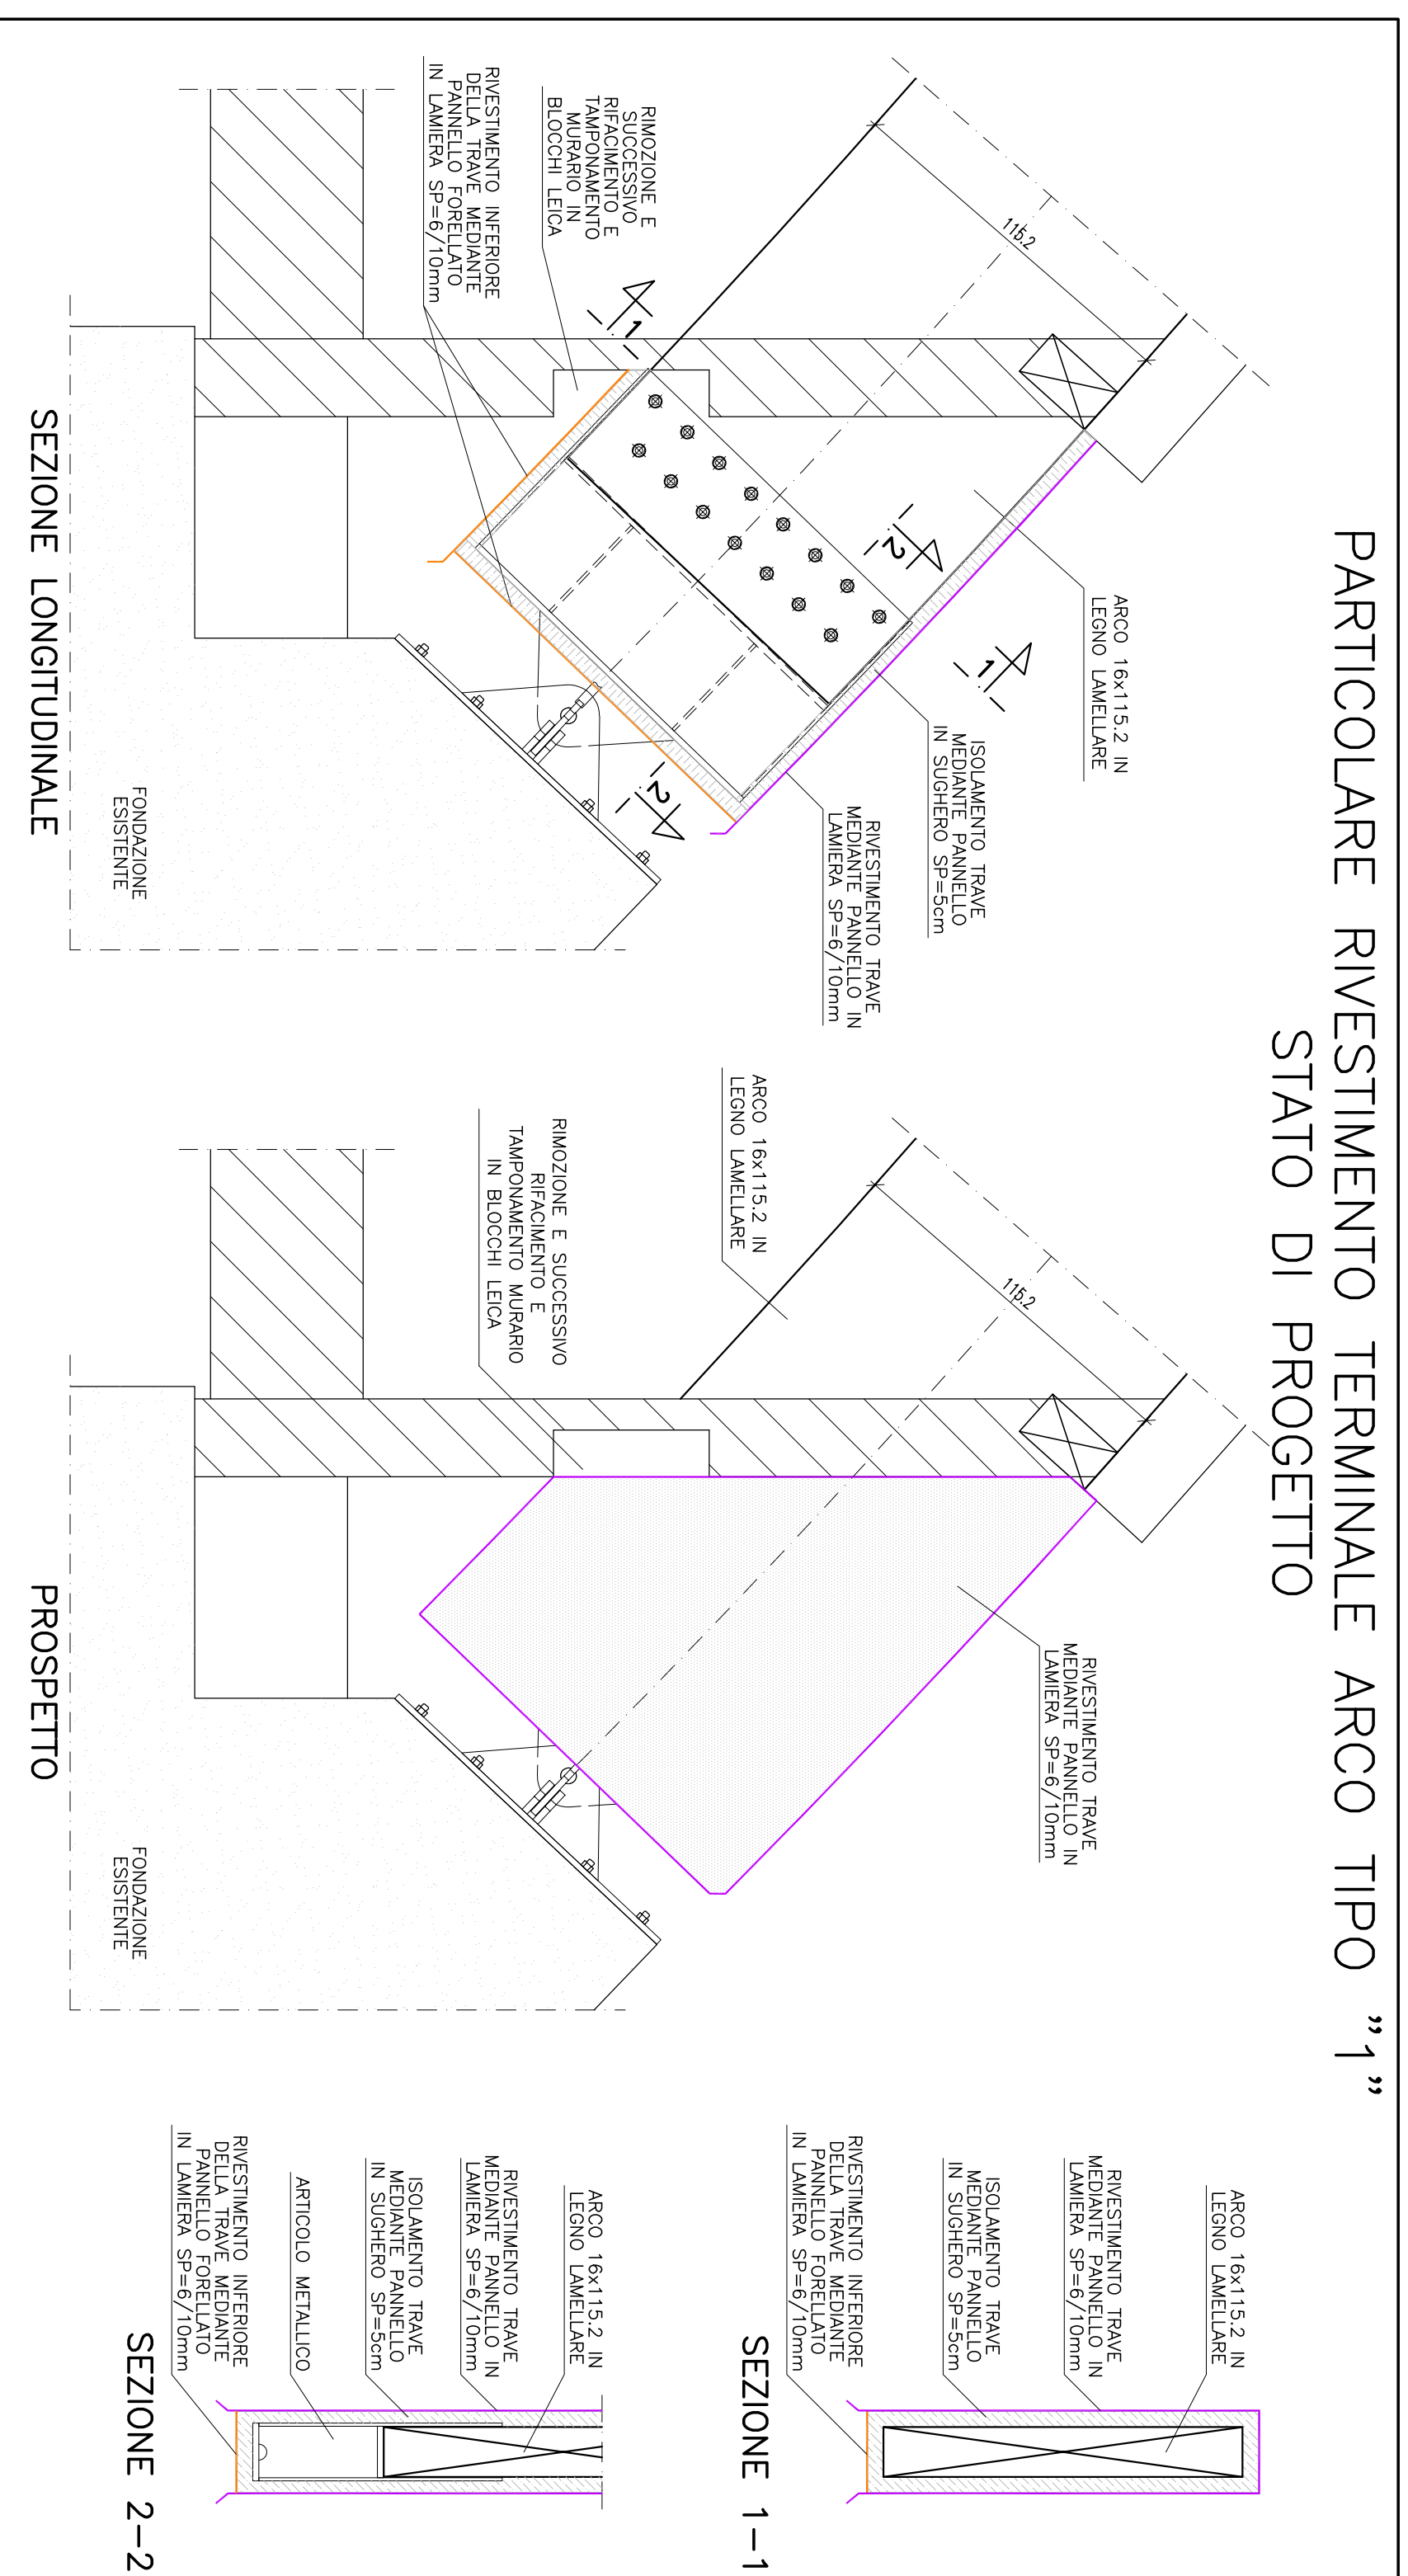 PARTICOLARE RIVESTIMENTO TERMINALE ARCO TIPO "1"
STATO DI PROGETTO
115.2
ARCO 16x115.2 IN
LEGNO LAMELLARE
ISOLAMENTO TRAVE
MEDIANTE PANNELLO
IN SUGHERO SP=5cm
RIVESTIMENTO TRAVE
MEDIANTE PANNELLO IN
LAMIERA SP=6/10mm
RIMOZIONE E
SUCCESSIVO
RIFACIMENTO E
TAMPONAMENTO
MURARIO IN
BLOCCHI LEICA
RIVESTIMENTO INFERIORE
DELLA TRAVE MEDIANTE
PANNELLO FORELLATO
IN LAMIERA SP=6/10mm
1
1
2
2
FONDAZIONE
ESISTENTE
SEZIONE LONGITUDINALE
115.2
ARCO 16x115.2 IN
LEGNO LAMELLARE
RIVESTIMENTO TRAVE
MEDIANTE PANNELLO IN
LAMIERA SP=6/10mm
RIMOZIONE E SUCCESSIVO
RIFACIMENTO E
TAMPONAMENTO MURARIO
IN BLOCCHI LEICA
FONDAZIONE
ESISTENTE
PROSPETTO
ARCO 16x115.2 IN
LEGNO LAMELLARE
RIVESTIMENTO TRAVE
MEDIANTE PANNELLO IN
LAMIERA SP=6/10mm
ISOLAMENTO TRAVE
MEDIANTE PANNELLO
IN SUGHERO SP=5cm
RIVESTIMENTO INFERIORE
DELLA TRAVE MEDIANTE
PANNELLO FORELLATO
IN LAMIERA SP=6/10mm
SEZIONE 1-1
ARCO 16x115.2 IN
LEGNO LAMELLARE
RIVESTIMENTO TRAVE
MEDIANTE PANNELLO IN
LAMIERA SP=6/10mm
ISOLAMENTO TRAVE
MEDIANTE PANNELLO
IN SUGHERO SP=5cm
ARTICOLO METALLICO
RIVESTIMENTO INFERIORE
DELLA TRAVE MEDIANTE
PANNELLO FORELLATO
IN LAMIERA SP=6/10mm
SEZIONE 2-2